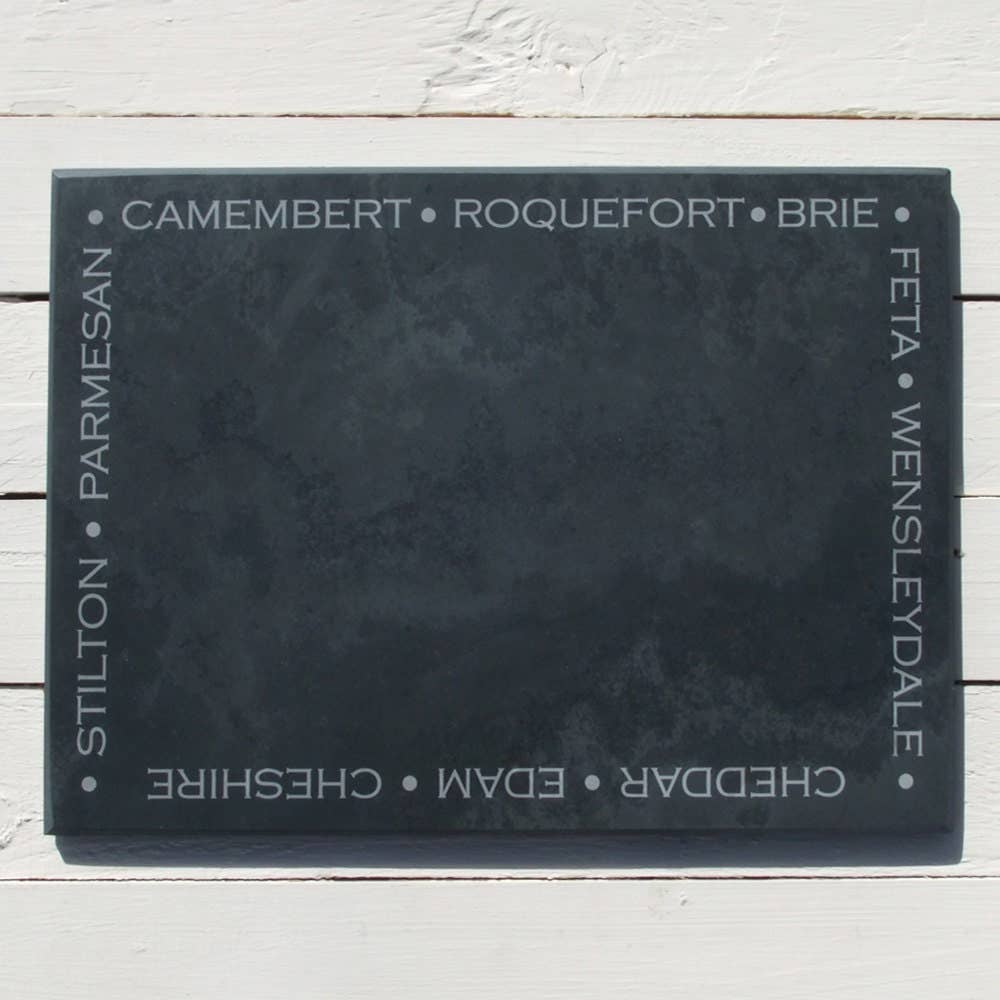 • CAMEMBERT • ROQUEFORT • BRIE •
FETA • WENSLEYDALE
• CHEDDAR • EDAM • CHESHIRE •
STILTON • PARMESAN